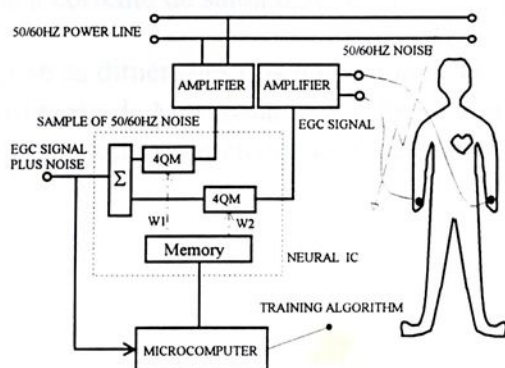 50/60HZ POWER LINE
50/60HZ NOISE
AMPLIFIER
AMPLIFIER
SAMPLE OF 50/60HZ NOISE
EGC SIGNAL
EGC SIGNAL
PLUS NOISE
Σ
4QM
4QM
W1
W2
Memory
NEURAL IC
TRAINING ALGORITHM
MICROCOMPUTER